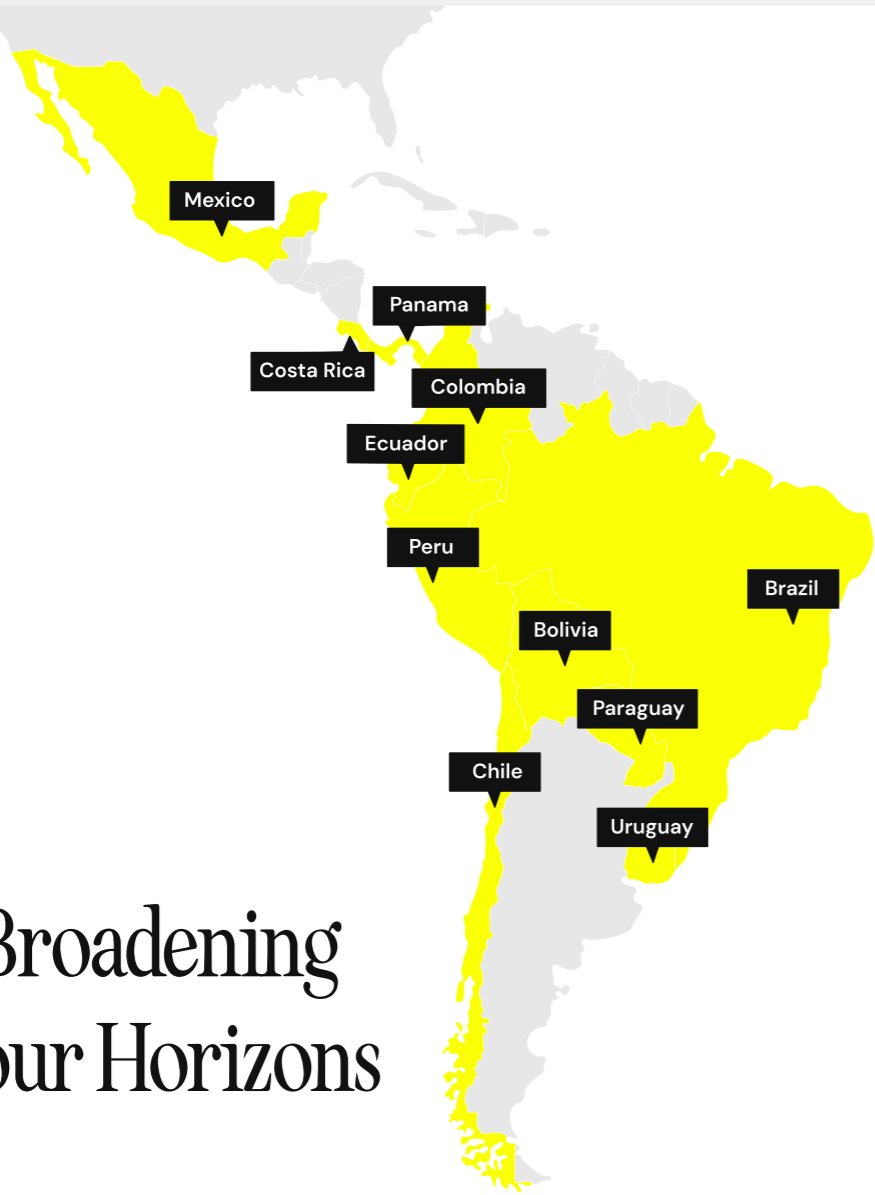 Mexico
Panama
Costa Rica
Colombia
Ecuador
Peru
Brazil
Bolivia
Paraguay
Chile
Uruguay
Broadening
our Horizons